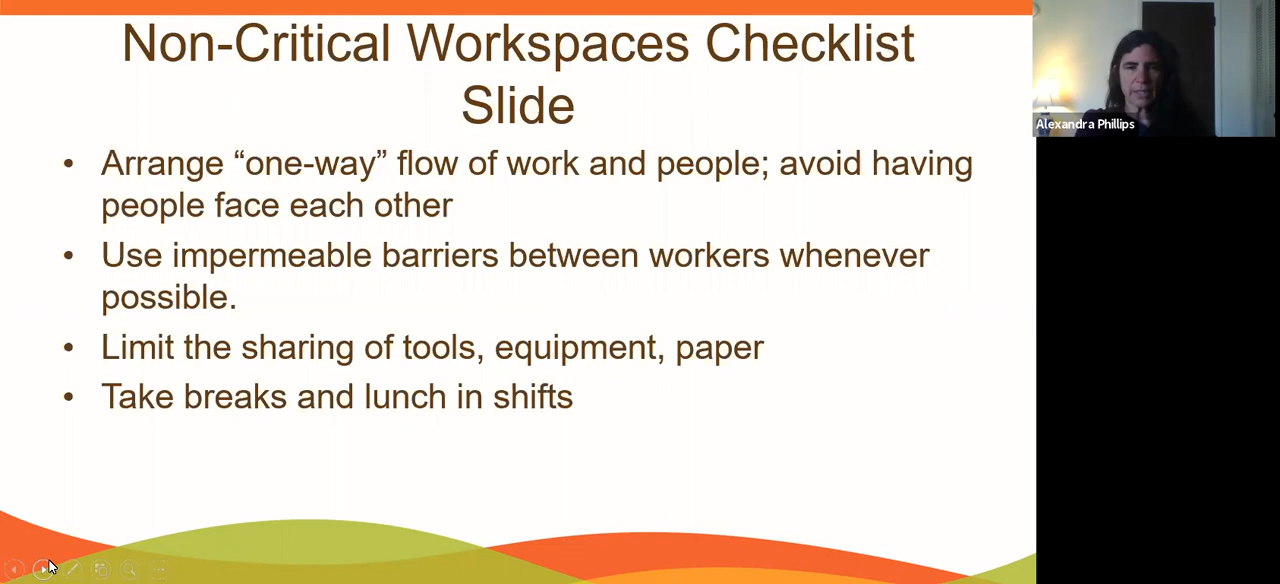 Non-Critical Workspaces Checklist
Slide
• Arrange “one-way” flow of work and people; avoid having
people face each other
• Use impermeable barriers between workers whenever
possible.
• Limit the sharing of tools, equipment, paper
• Take breaks and lunch in shifts
Alexandra Phillips